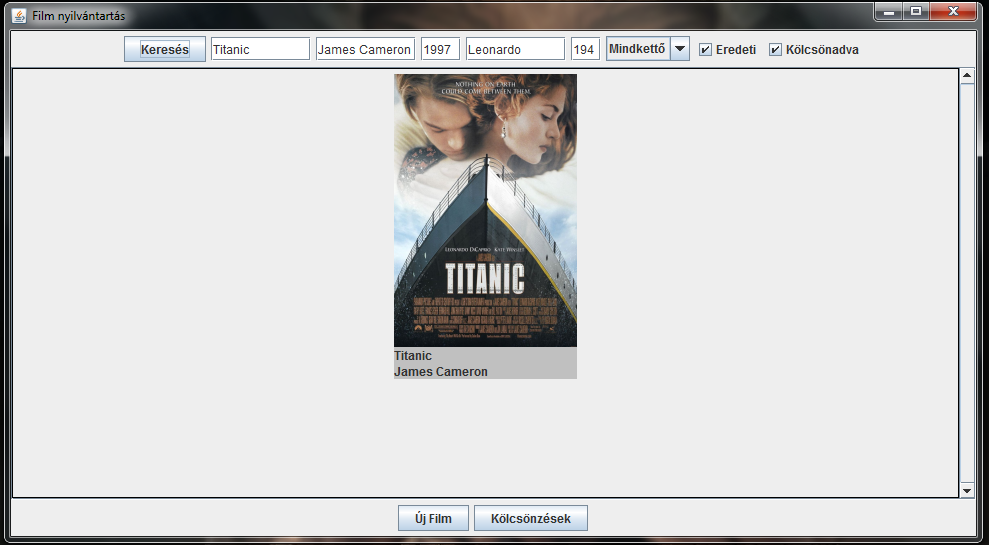 Film nyilvántartás
Keresés Titanic James Cameron 1997 Leonardo 194 Mindkettő Eredeti Kölcsönadva
NOTHING ON EARTH
COULD COME BETWEEN THEM.
LEONARDO DICAPRIO KATE WINSLET
TITANIC
Titanic
James Cameron
Új Film Kölcsönzések